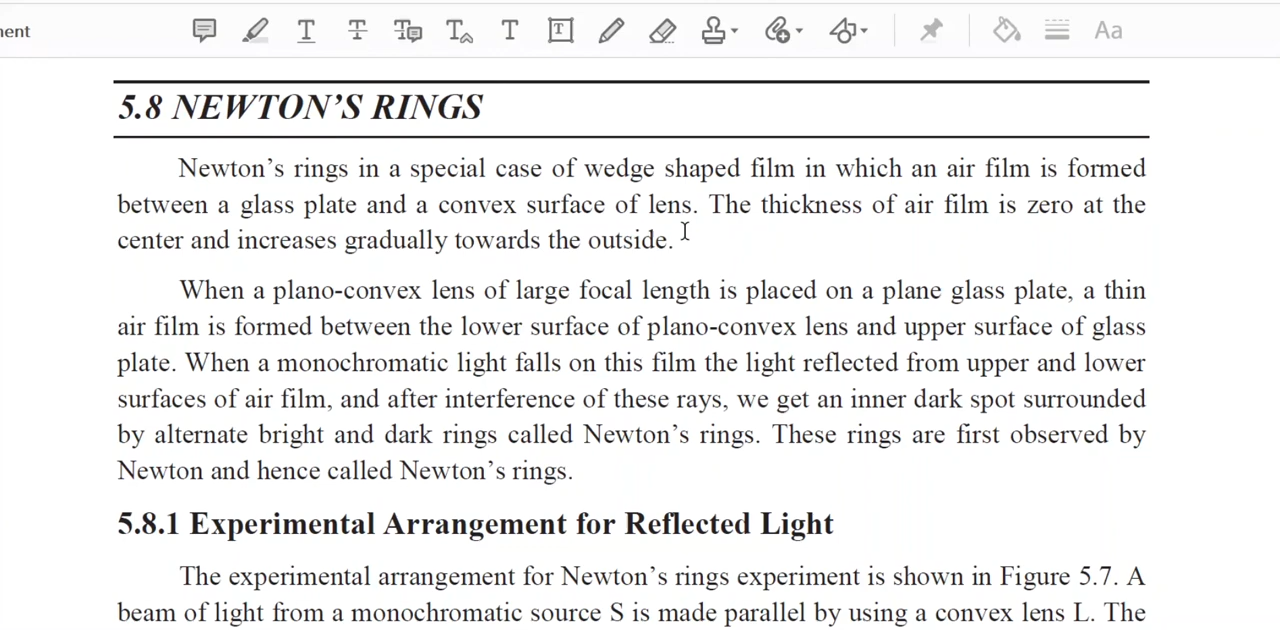 ent
T T T T T T
Aa
5.8 NEWTON’S RINGS
Newton’s rings in a special case of wedge shaped film in which an air film is formed
between a glass plate and a convex surface of lens. The thickness of air film is zero at the
center and increases gradually towards the outside.
When a plano-convex lens of large focal length is placed on a plane glass plate, a thin
air film is formed between the lower surface of plano-convex lens and upper surface of glass
plate. When a monochromatic light falls on this film the light reflected from upper and lower
surfaces of air film, and after interference of these rays, we get an inner dark spot surrounded
by alternate bright and dark rings called Newton’s rings. These rings are first observed by
Newton and hence called Newton’s rings.
5.8.1 Experimental Arrangement for Reflected Light
The experimental arrangement for Newton’s rings experiment is shown in Figure 5.7. A
beam of light from a monochromatic source S is made parallel by using a convex lens L. The